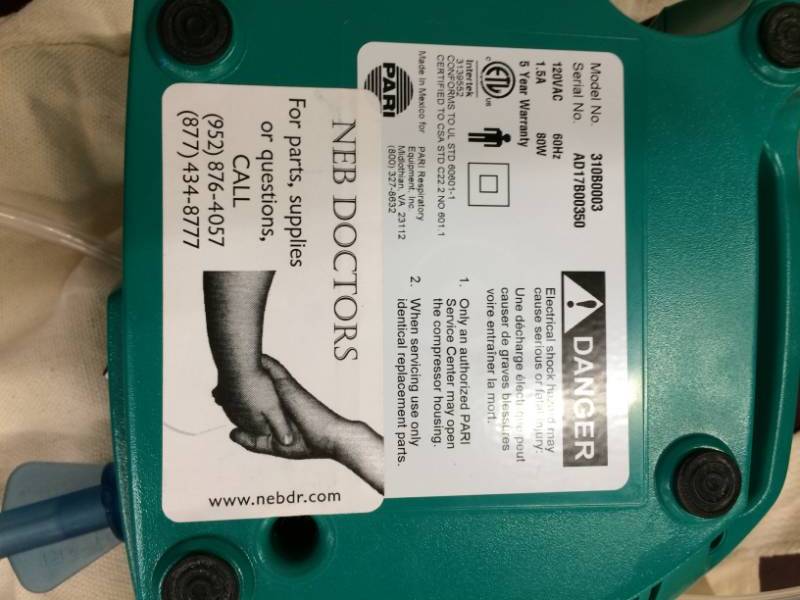 Model No. 310B0003
Serial No. AD17B00350
120VAC 60Hz
1.5A 80W
5 Year Warranty
ETL
c us
Intertek
3139552
CONFORMS TO UL STD 60601-1
CERTIFIED TO CSA STD C22.2 NO 601.1
PARI
Made in Mexico for PARI Respiratory
Equipment, Inc.
Midlothian, VA 23112
(800) 327-8632
DANGER
Electrical shock hazard may
cause serious or fatal injury.
Une décharge électrique peut
causer de graves blessures
voire entraîner la mort.
1. Only an authorized PARI
Service Center may open
the compressor housing.
2. When servicing use only
identical replacement parts.
NEB DOCTORS
For parts, supplies
or questions,
CALL
(952) 876-4057
(877) 434-8777
www.nebdr.com